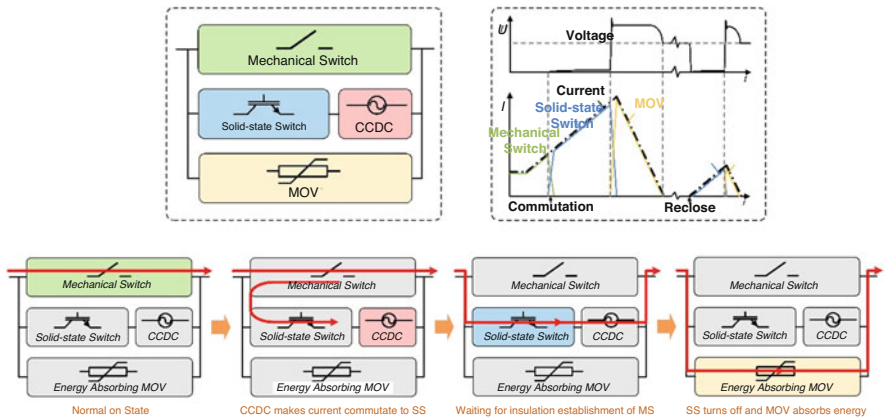 Mechanical Switch
Solid-state Switch
CCDC
MOV
U
Voltage
t
I
Current
Solid-state
Switch
MOV
Mechanical
Switch
t
Commutation
Reclose
Mechanical Switch
Solid-state Switch
CCDC
Energy Absorbing MOV
Normal on State
Mechanical Switch
Solid-state Switch
CCDC
Energy Absorbing MOV
CCDC makes current commutate to SS
Mechanical Switch
Solid-state Switch
CCDC
Energy Absorbing MOV
Waiting for insulation establishment of MS
Mechanical Switch
Solid-state Switch
CCDC
Energy Absorbing MOV
SS turns off and MOV absorbs energy